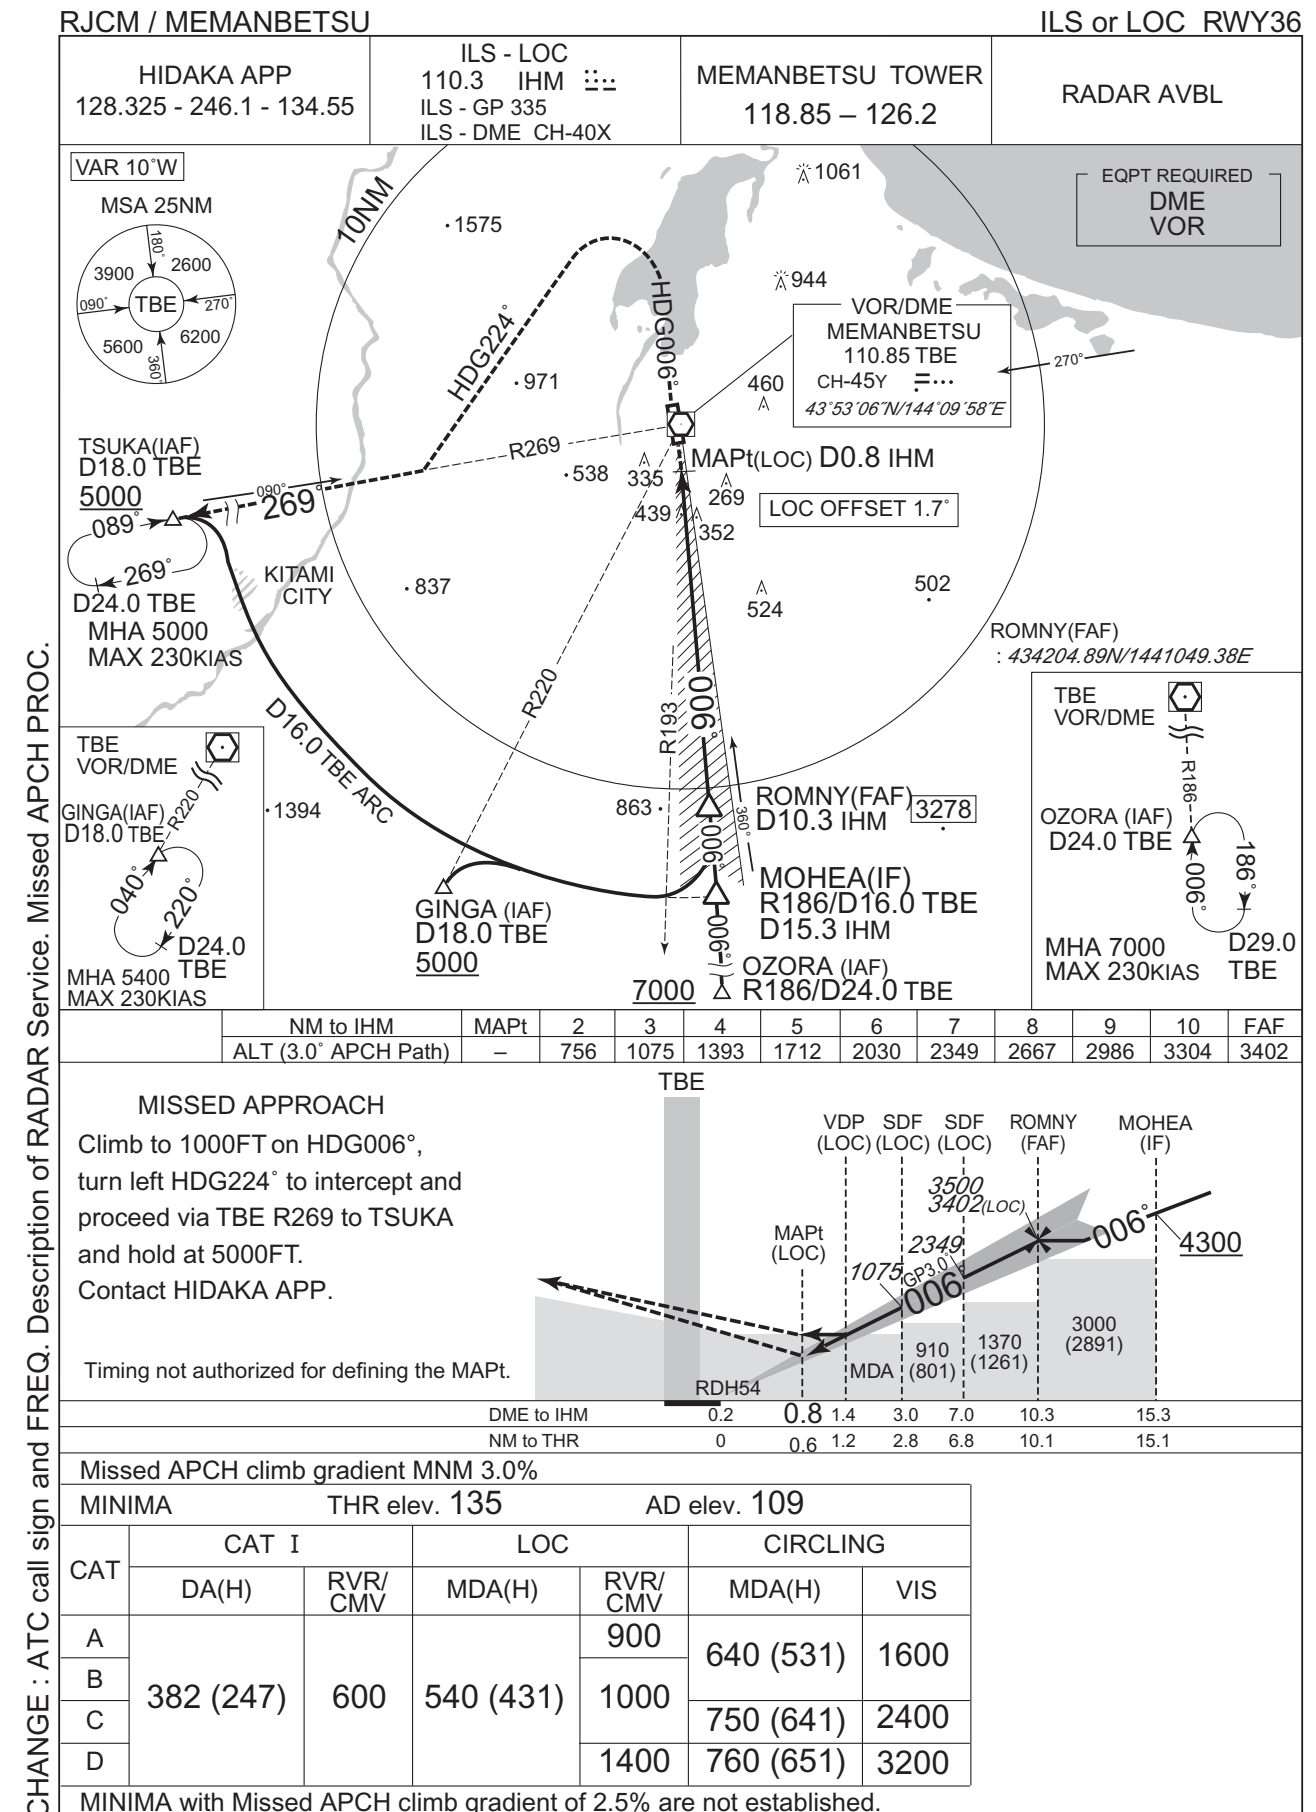 RJCM / MEMANBETSU
ILS or LOC RWY36
HIDAKA APP
128.325 - 246.1 - 134.55
ILS - LOC
110.3 IHM
ILS - GP 335
ILS - DME CH-40X
MEMANBETSU TOWER
118.85 – 126.2
RADAR AVBL
VAR 10°W
MSA 25NM
180°
3900
2600
090°
TBE
270°
5600
6200
360°
10NM
1575
1061
EQPT REQUIRED
DME
VOR
944
HDG006°
HDG224°
VOR/DME
MEMANBETSU
110.85 TBE
CH-45Y
43°53´06˝N/144°09´58˝E
270°
971
460
TSUKA(IAF)
D18.0 TBE
5000
089°
269°
D24.0 TBE
MHA 5000
MAX 230KIAS
090°
269°
R269
538
335
MAPt(LOC) D0.8 IHM
269
439
352
LOC OFFSET 1.7°
KITAMI
CITY
837
524
502
ROMNY(FAF)
: 434204.89N/1441049.38E
R220
R193
006°
D16.0 TBE ARC
TBE
VOR/DME
GINGA(IAF)
D18.0 TBE
R220
040°
220°
D24.0
TBE
MHA 5400
MAX 230KIAS
1394
863
ROMNY(FAF)
D10.3 IHM
3278
360°
006°
MOHEA(IF)
R186/D16.0 TBE
D15.3 IHM
GINGA (IAF)
D18.0 TBE
5000
006°
OZORA (IAF)
7000
R186/D24.0 TBE
TBE
VOR/DME
R186
OZORA (IAF)
D24.0 TBE
006°
186°
MHA 7000
MAX 230KIAS
D29.0
TBE
NM to IHM MAPt 2 3 4 5 6 7 8 9 10 FAF
ALT (3.0° APCH Path) – 756 1075 1393 1712 2030 2349 2667 2986 3304 3402
MISSED APPROACH
Climb to 1000FT on HDG006°,
turn left HDG224° to intercept and
proceed via TBE R269 to TSUKA
and hold at 5000FT.
Contact HIDAKA APP.
Timing not authorized for defining the MAPt.
TBE
VDP
(LOC)
SDF
(LOC)
SDF
(LOC)
ROMNY
(FAF)
MOHEA
(IF)
MAPt
(LOC)
3500
3402(LOC)
2349
1075
GP3.0°
006°
006°
4300
MDA
910
(801)
1370
(1261)
3000
(2891)
RDH54
DME to IHM 0.2 0.8 1.4 3.0 7.0 10.3 15.3
NM to THR 0 0.6 1.2 2.8 6.8 10.1 15.1
Missed APCH climb gradient MNM 3.0%
MINIMA THR elev. 135 AD elev. 109
CAT
CAT I LOC CIRCLING
DA(H) RVR/CMV MDA(H) RVR/CMV MDA(H) VIS
A
B
C
D
382 (247) 600 540 (431)
900
1000
1400
640 (531) 1600
750 (641) 2400
760 (651) 3200
MINIMA with Missed APCH climb gradient of 2.5% are not established.
CHANGE : ATC call sign and FREQ. Description of RADAR Service. Missed APCH PROC.